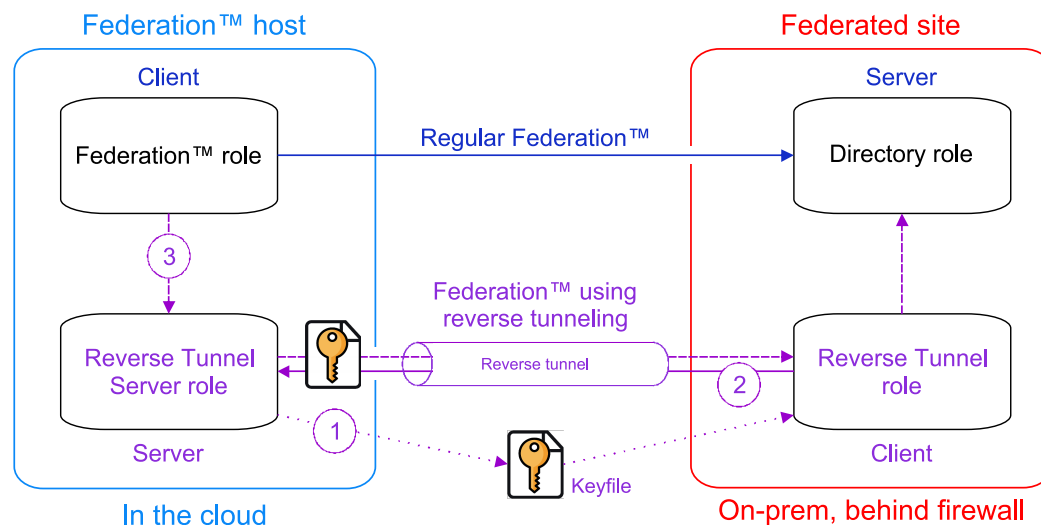 Federation™ host
Federated site
Client
Server
Federation™ role
Regular Federation™
Directory role
3
Federation™ using
reverse tunneling
Reverse Tunnel
Server role
Reverse tunnel
2
Reverse Tunnel
role
1
Server
Keyfile
Client
In the cloud
On-prem, behind firewall